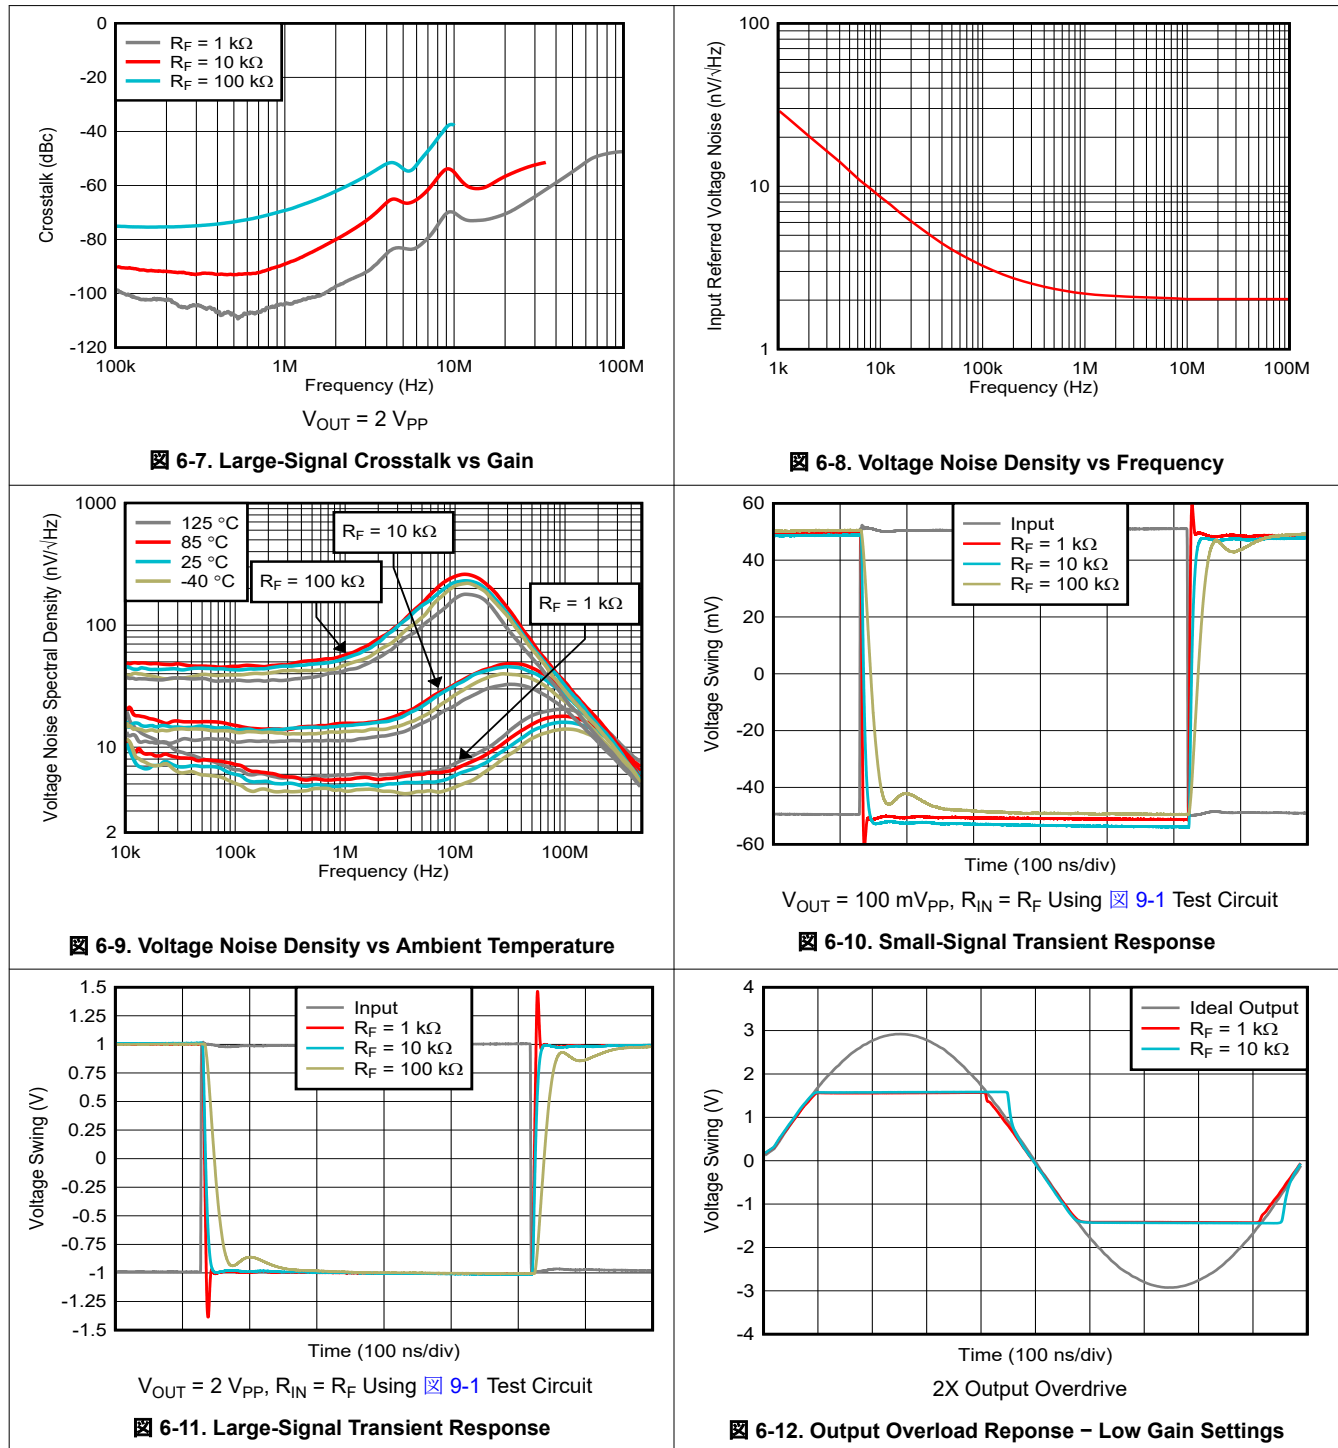 0
-20
-40
-60
-80
-100
-120
Crosstalk (dBc)
RF = 1 kΩ
RF = 10 kΩ
RF = 100 kΩ
100k 1M 10M 100M
Frequency (Hz)
VOUT = 2 VPP
図 6-7. Large-Signal Crosstalk vs Gain
100
10
1
Input Referred Voltage Noise (nV/√Hz)
1k 10k 100k 1M 10M 100M
Frequency (Hz)
図 6-8. Voltage Noise Density vs Frequency
1000
100
10
2
Voltage Noise Spectral Density (nV/√Hz)
125 °C
85 °C
25 °C
-40 °C
RF = 10 kΩ
RF = 100 kΩ
RF = 1 kΩ
10k 100k 1M 10M 100M
Frequency (Hz)
図 6-9. Voltage Noise Density vs Ambient Temperature
60
40
20
0
-20
-40
-60
Voltage Swing (mV)
Input
RF = 1 kΩ
RF = 10 kΩ
RF = 100 kΩ
Time (100 ns/div)
VOUT = 100 mVPP, RIN = RF Using 図 9-1 Test Circuit
図 6-10. Small-Signal Transient Response
1.5
1.25
1
0.75
0.5
0.25
0
-0.25
-0.5
-0.75
-1
-1.25
-1.5
Voltage Swing (V)
Input
RF = 1 kΩ
RF = 10 kΩ
RF = 100 kΩ
Time (100 ns/div)
VOUT = 2 VPP, RIN = RF Using 図 9-1 Test Circuit
図 6-11. Large-Signal Transient Response
4
3
2
1
0
-1
-2
-3
-4
Voltage Swing (V)
Ideal Output
RF = 1 kΩ
RF = 10 kΩ
Time (100 ns/div)
2X Output Overdrive
図 6-12. Output Overload Reponse − Low Gain Settings